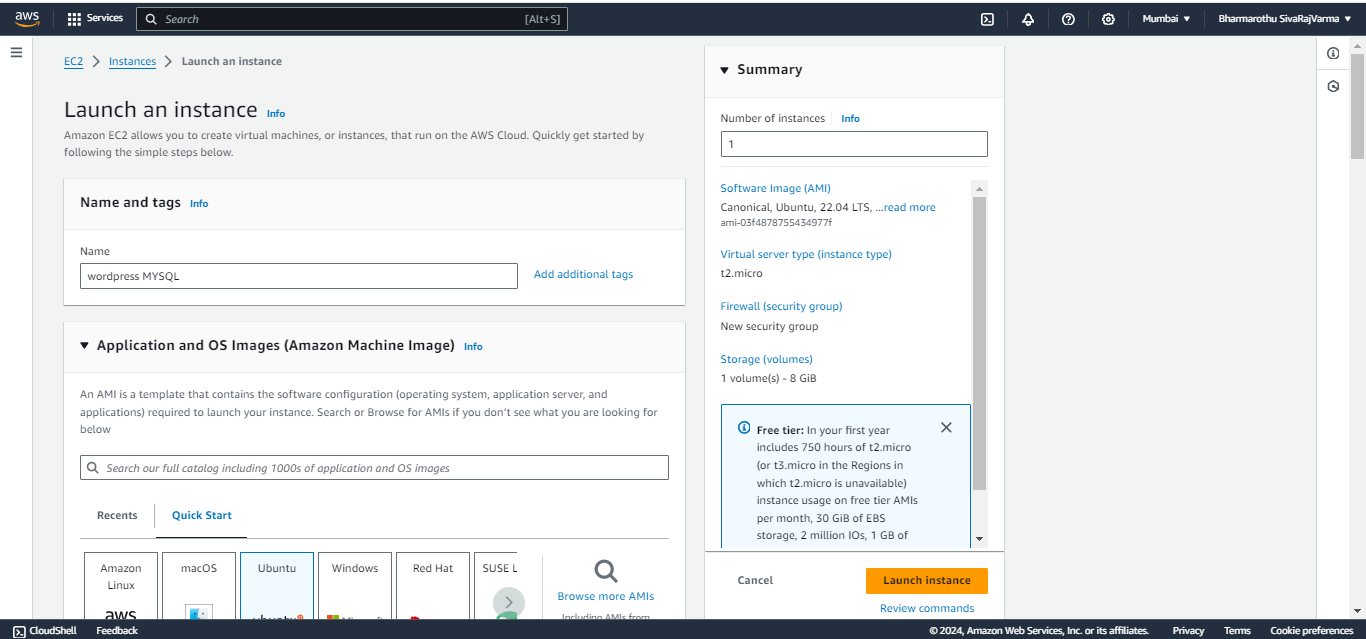 aws
Services
Search
[Alt+S]
Mumbai
Bharmarothu SivaRajVarma
EC2 > Instances > Launch an instance
Launch an instance Info
Amazon EC2 allows you to create virtual machines, or instances, that run on the AWS Cloud. Quickly get started by
following the simple steps below.
Name and tags Info
Name
wordpress MYSQL
Add additional tags
Application and OS Images (Amazon Machine Image) Info
An AMI is a template that contains the software configuration (operating system, application server, and
applications) required to launch your instance. Search or Browse for AMIs if you don't see what you are looking for
below
Search our full catalog including 1000s of application and OS images
Recents
Quick Start
Amazon
Linux
aws
macOS
Ubuntu
ubuntu
Windows
Microsoft
Red Hat
SUSE L
Browse more AMIs
Including AMIs from
Summary
Number of instances Info
1
Software Image (AMI)
Canonical, Ubuntu, 22.04 LTS, ...read more
ami-03f4878755434977f
Virtual server type (instance type)
t2.micro
Firewall (security group)
New security group
Storage (volumes)
1 volume(s) - 8 GiB
Free tier: In your first year
includes 750 hours of t2.micro
(or t3.micro in the Regions in
which t2.micro is unavailable)
instance usage on free tier AMIs
per month, 30 GiB of EBS
storage, 2 million IOs, 1 GB of
Cancel
Launch instance
Review commands
CloudShell
Feedback
© 2024, Amazon Web Services, Inc. or its affiliates.
Privacy
Terms
Cookie preferences